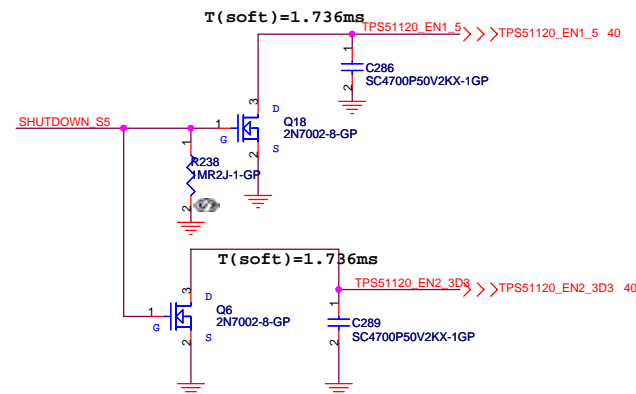 T(soft)=1.736ms
TPS51120_EN1_5
TPS51120_EN1_5 40
1
C286
SC4700P50V2KX-1GP
2
3
D
SHUTDOWN_S5
1
G
Q18
2N7002-8-GP
2
S
1
R238
1MR2J-1-GP
2
T(soft)=1.736ms
TPS51120_EN2_3D3
TPS51120_EN2_3D3 40
3
D
1
G
Q6
2N7002-8-GP
2
S
1
C289
SC4700P50V2KX-1GP
2